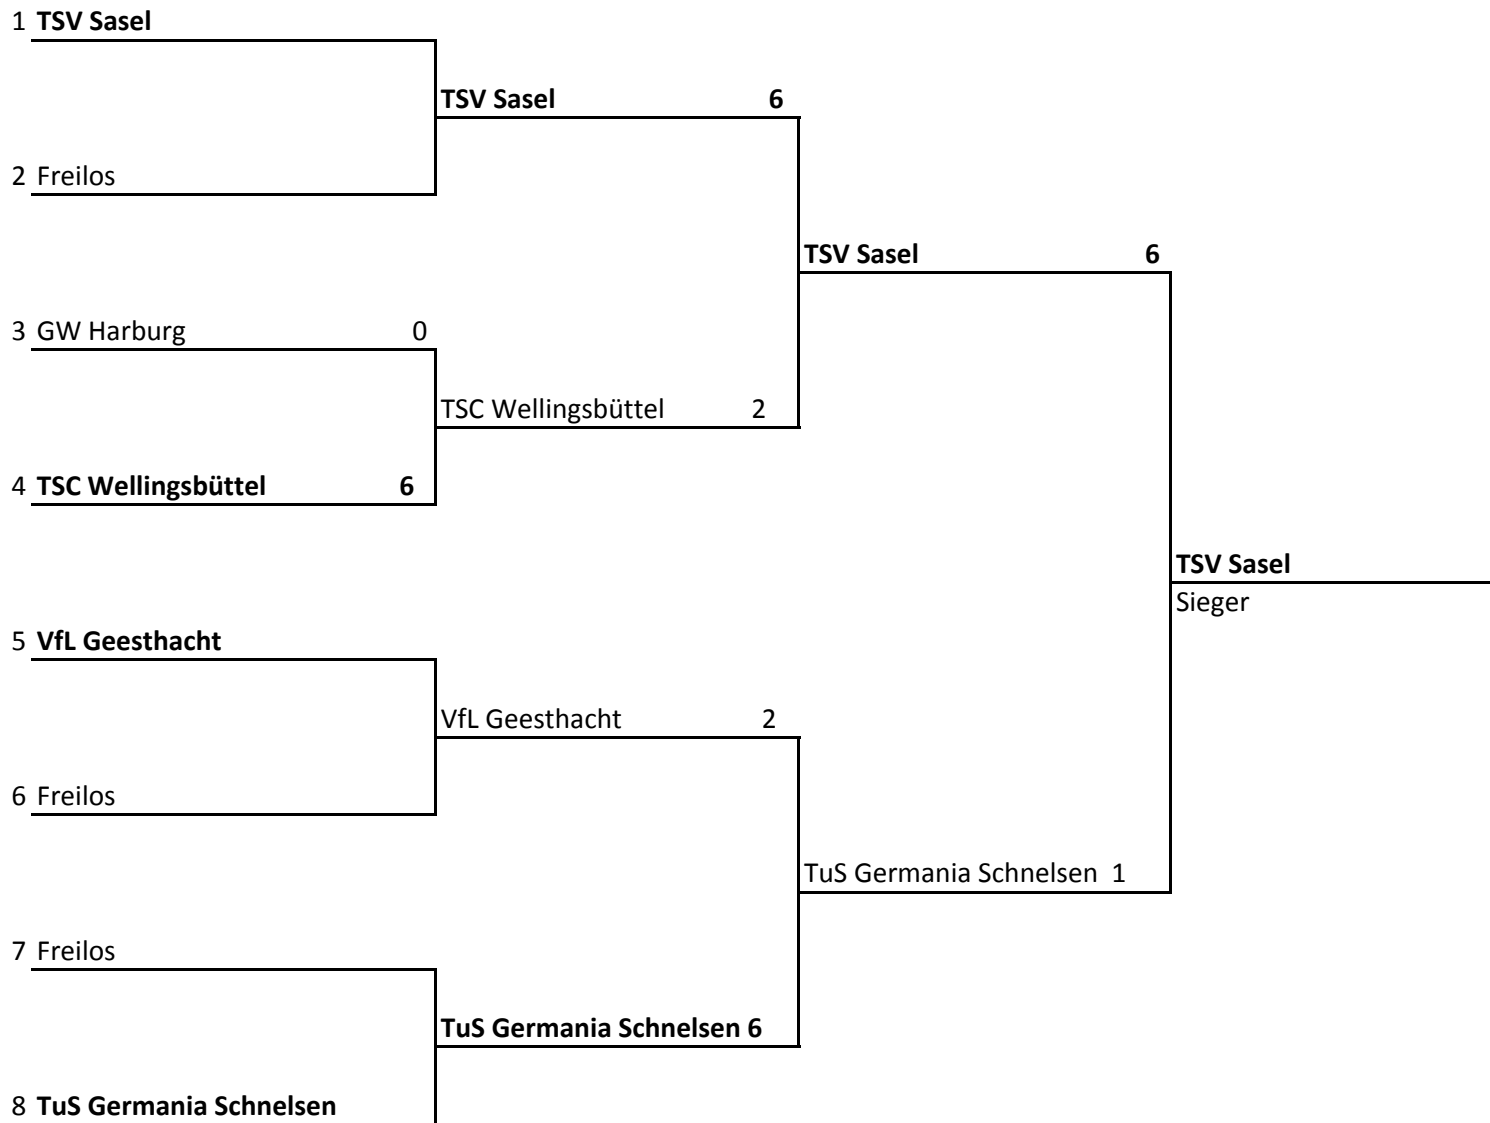 1 TSV Sasel
TSV Sasel 6
2 Freilos
TSV Sasel 6
3 GW Harburg 0
TSC Wellingsbüttel 2
4 TSC Wellingsbüttel 6
TSV Sasel
Sieger
5 VfL Geesthacht
VfL Geesthacht 2
6 Freilos
TuS Germania Schnelsen 1
7 Freilos
TuS Germania Schnelsen 6
8 TuS Germania Schnelsen